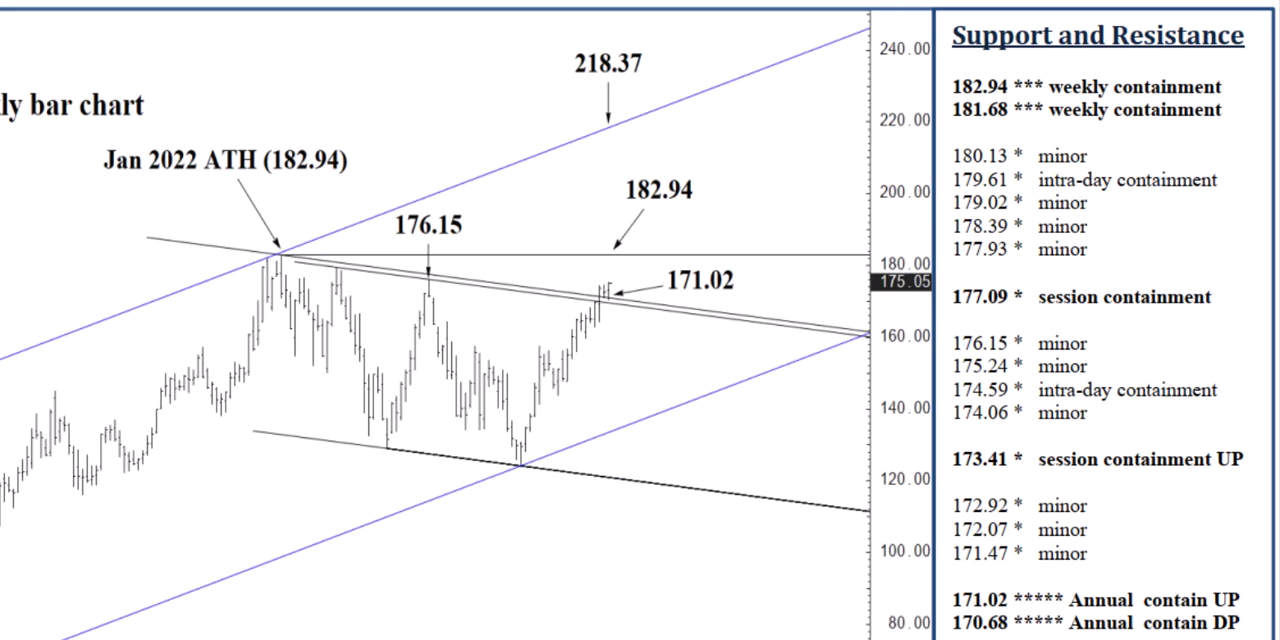 ly bar chart
218.37
Jan 2022 ATH (182.94)
182.94
176.15
171.02
240.00
220.00
200.00
180.00
175.05
160.00
140.00
120.00
100.00
80.00
Support and Resistance
182.94 *** weekly containment
181.68 *** weekly containment
180.13 * minor
179.61 * intra-day containment
179.02 * minor
178.39 * minor
177.93 * minor
177.09 * session containment
176.15 * minor
175.24 * minor
174.59 * intra-day containment
174.06 * minor
173.41 * session containment UP
172.92 * minor
172.07 * minor
171.47 * minor
171.02 ***** Annual contain UP
170.68 ***** Annual contain DP